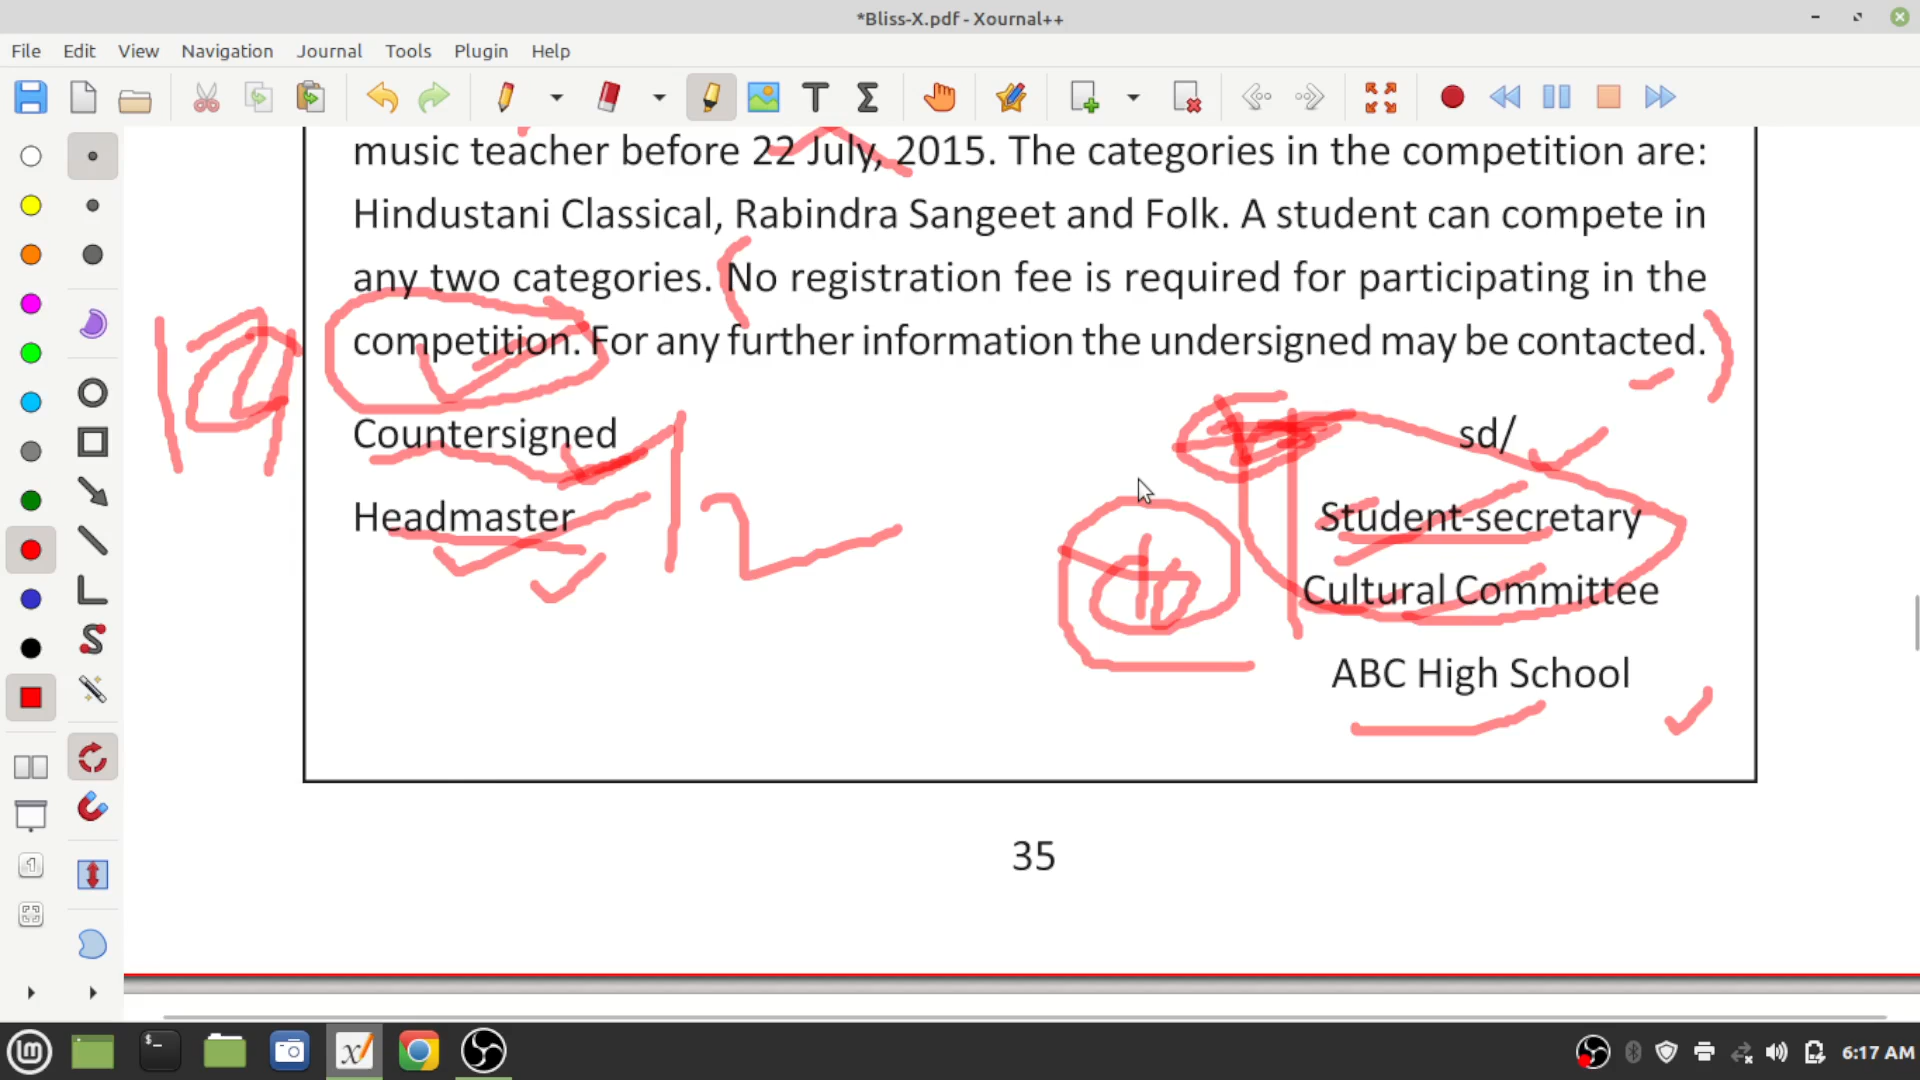 *Bliss-X.pdf - Xournal++
File Edit View Navigation Journal Tools Plugin Help
music teacher before 22 July, 2015. The categories in the competition are:
Hindustani Classical, Rabindra Sangeet and Folk. A student can compete in
any two categories. No registration fee is required for participating in the
competition. For any further information the undersigned may be contacted.
Countersigned sd/
Headmaster Student-secretary
Cultural Committee
ABC High School
35
6:17 AM